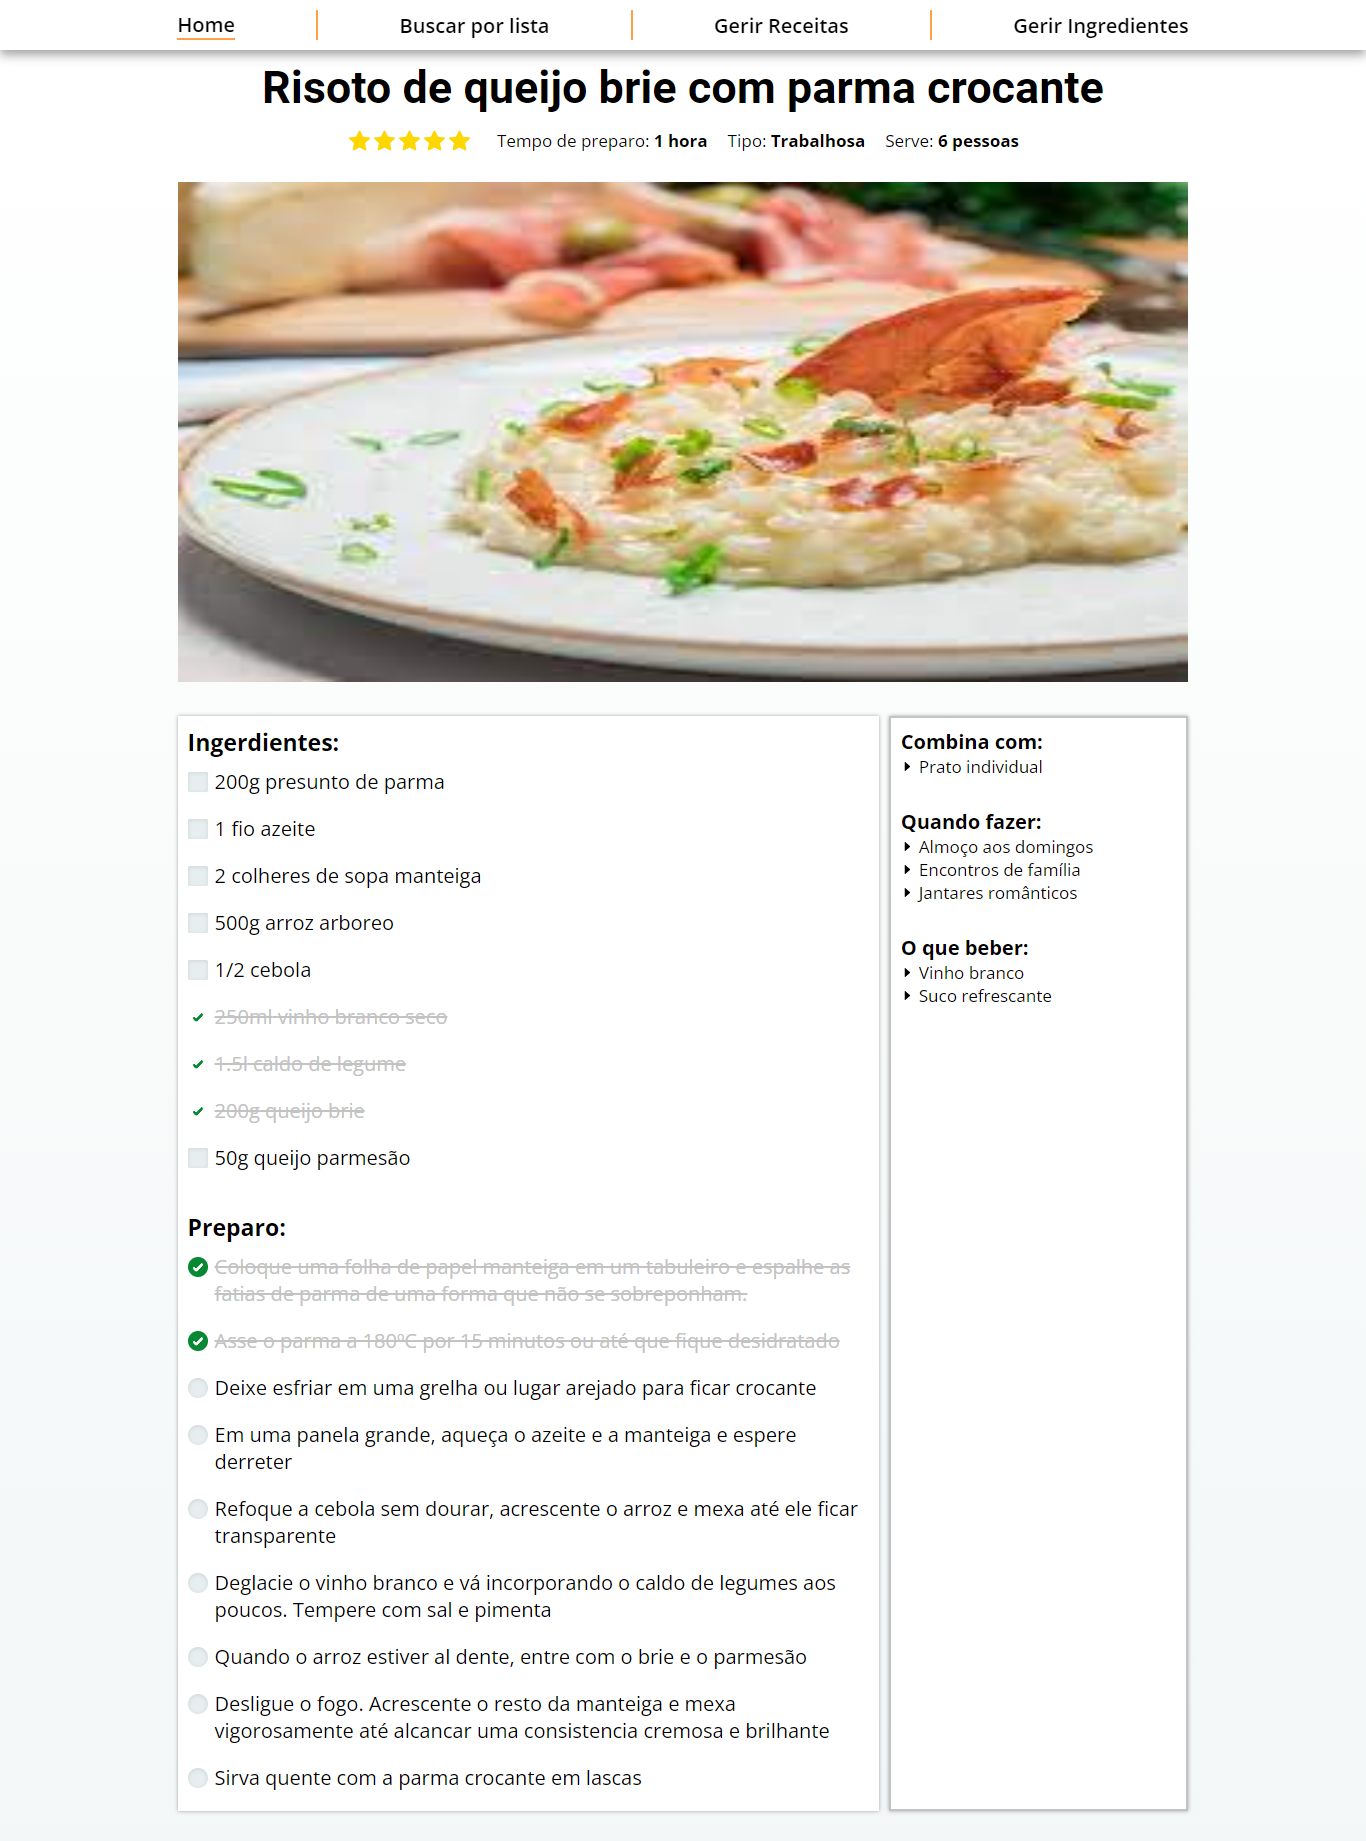 Home
Buscar por lista
Gerir Receitas
Gerir Ingredientes
Risoto de queijo brie com parma crocante
Tempo de preparo: 1 hora Tipo: Trabalhosa Serve: 6 pessoas
Ingerdientes:
200g presunto de parma
1 fio azeite
2 colheres de sopa manteiga
500g arroz arboreo
1/2 cebola
250ml vinho branco seco
1.5l caldo de legume
200g queijo brie
50g queijo parmesão
Preparo:
Coloque uma folha de papel manteiga em um tabuleiro e espalhe as
fatias de parma de uma forma que não se sobreponham.
Asse o parma a 180ºC por 15 minutos ou até que fique desidratado
Deixe esfriar em uma grelha ou lugar arejado para ficar crocante
Em uma panela grande, aqueça o azeite e a manteiga e espere
derreter
Refoque a cebola sem dourar, acrescente o arroz e mexa até ele ficar
transparente
Deglacie o vinho branco e vá incorporando o caldo de legumes aos
poucos. Tempere com sal e pimenta
Quando o arroz estiver al dente, entre com o brie e o parmesão
Desligue o fogo. Acrescente o resto da manteiga e mexa
vigorosamente até alcancar uma consistencia cremosa e brilhante
Sirva quente com a parma crocante em lascas
Combina com:
Prato individual
Quando fazer:
Almoço aos domingos
Encontros de família
Jantares românticos
O que beber:
Vinho branco
Suco refrescante